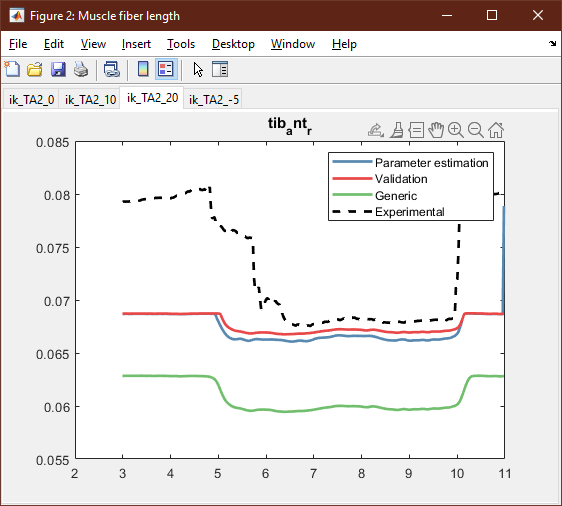 Figure 2: Muscle fiber length
File Edit View Insert Tools Desktop Window Help
ik_TA2_0 ik_TA2_10 ik_TA2_20 ik_TA2_-5
tib_ant_r
0.085
0.08
0.075
0.07
0.065
0.06
0.055
2 3 4 5 6 7 8 9 10 11
Parameter estimation
Validation
Generic
Experimental